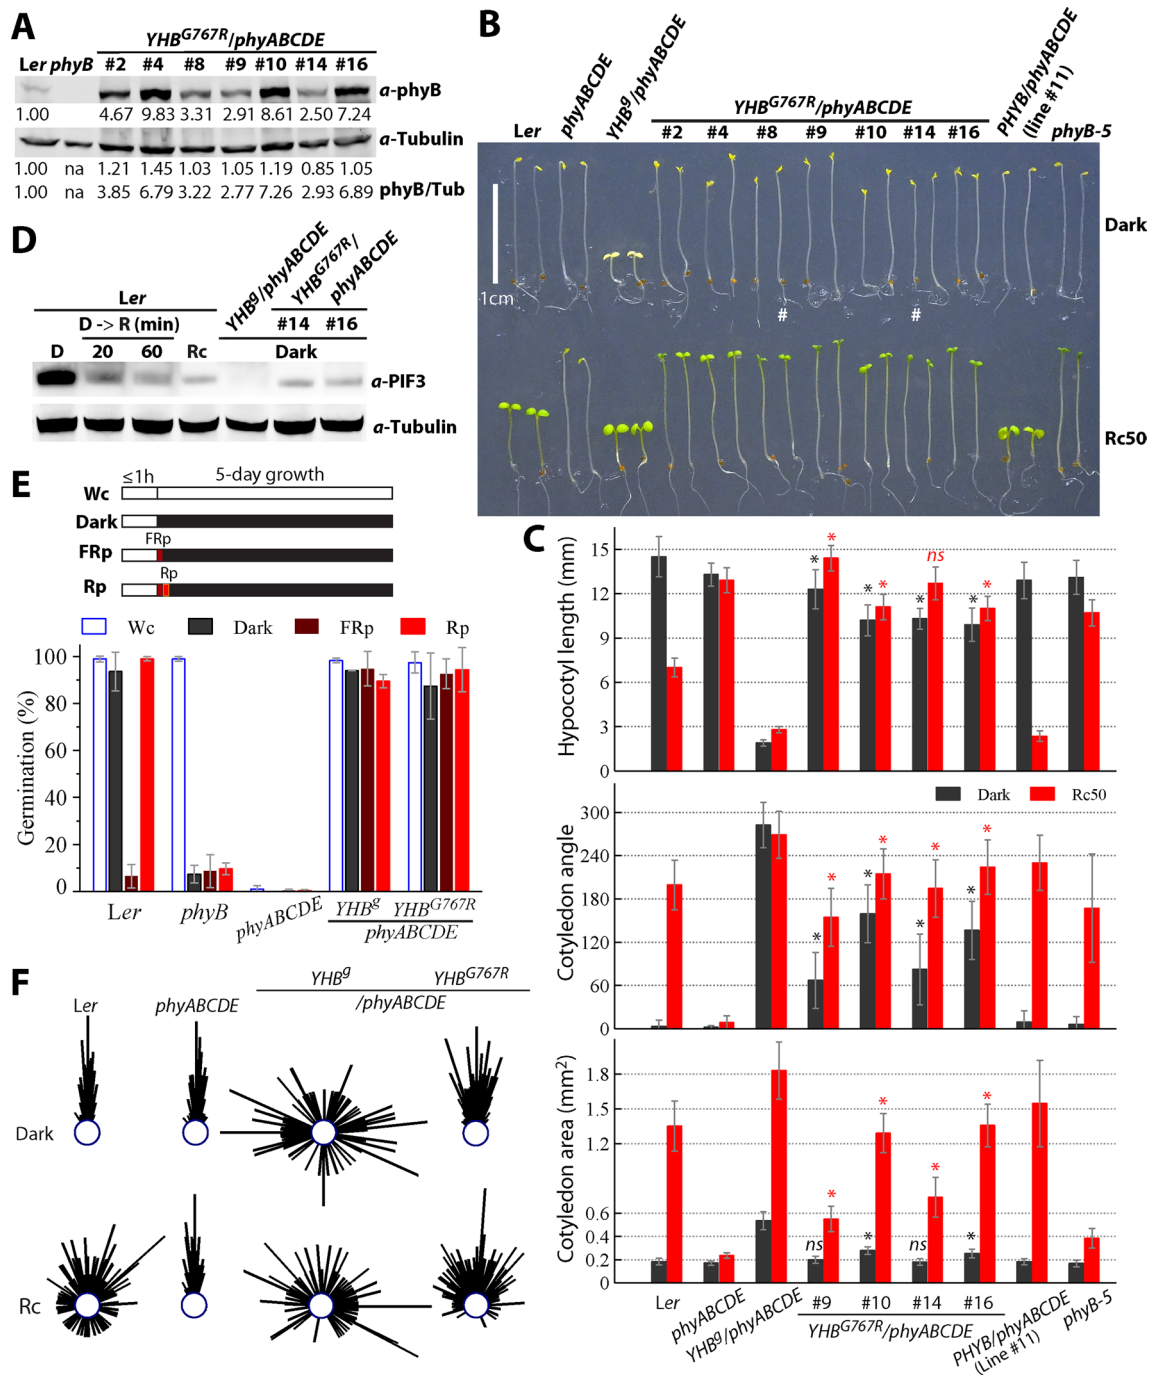 A
YHB^G767R/phyABCDE
Ler phyB #2 #4 #8 #9 #10 #14 #16
a-phyB
1.00 4.67 9.83 3.31 2.91 8.61 2.50 7.24
a-Tubulin
1.00 na 1.21 1.45 1.03 1.05 1.19 0.85 1.05
1.00 na 3.85 6.79 3.22 2.77 7.26 2.93 6.89 phyB/Tub
B
Ler phyABCDE YHB^g/phyABCDE YHB^G767R/phyABCDE PHYB/phyABCDE (line #11) phyB-5
#2 #4 #8 #9 #10 #14 #16
Dark
1cm
# #
Rc50
D
Ler YHB^g/phyABCDE YHB^G767R/ phyABCDE
D -> R (min) #14 #16
D 20 60 Rc Dark
a-PIF3
a-Tubulin
E
≤1h 5-day growth
Wc
Dark
FRp
FRp
Rp
Rp
Wc Dark FRp Rp
Germination (%)
100
80
60
40
20
0
Ler phyB phyABCDE YHB^g YHB^G767R
phyABCDE
C
Hypocotyl length (mm)
15
12
9
6
3
0
* * * * ns * *
Dark Rc50
Cotyledon angle
300
240
180
120
60
0
* * * * * * * *
Cotyledon area (mm²)
1.8
1.5
1.2
0.6
0.4
0.2
0
ns * * * ns * * *
Ler phyABCDE YHB^g/phyABCDE #9 #10 #14 #16 PHYB/phyABCDE (Line #11) phyB-5
YHB^G767R/phyABCDE
F
YHB^g YHB^G767R
Ler phyABCDE /phyABCDE
Dark
Rc